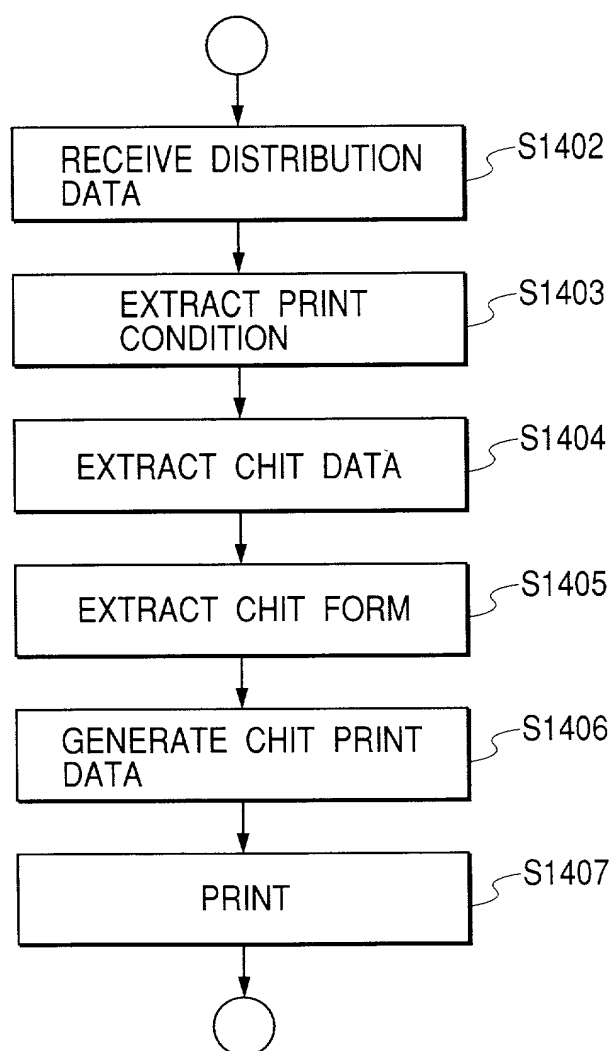 RECEIVE DISTRIBUTION
DATA
S1402
EXTRACT PRINT
CONDITION
S1403
EXTRACT CHIT DATA
S1404
EXTRACT CHIT FORM
S1405
GENERATE CHIT PRINT
DATA
S1406
PRINT
S1407